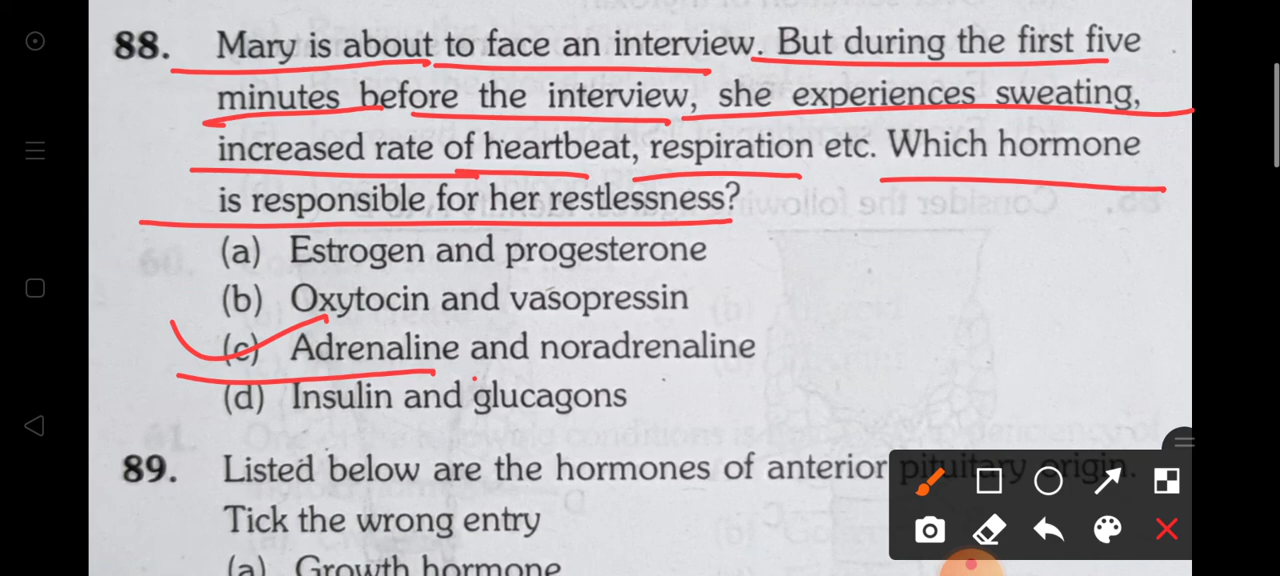 88. Mary is about to face an interview. But during the first five
minutes before the interview, she experiences sweating,
increased rate of heartbeat, respiration etc. Which hormone
is responsible for her restlessness?
(a) Estrogen and progesterone
(b) Oxytocin and vasopressin
(c) Adrenaline and noradrenaline
(d) Insulin and glucagons
89. Listed below are the hormones of anterior pituitary origin.
Tick the wrong entry
(a) Growth hormone